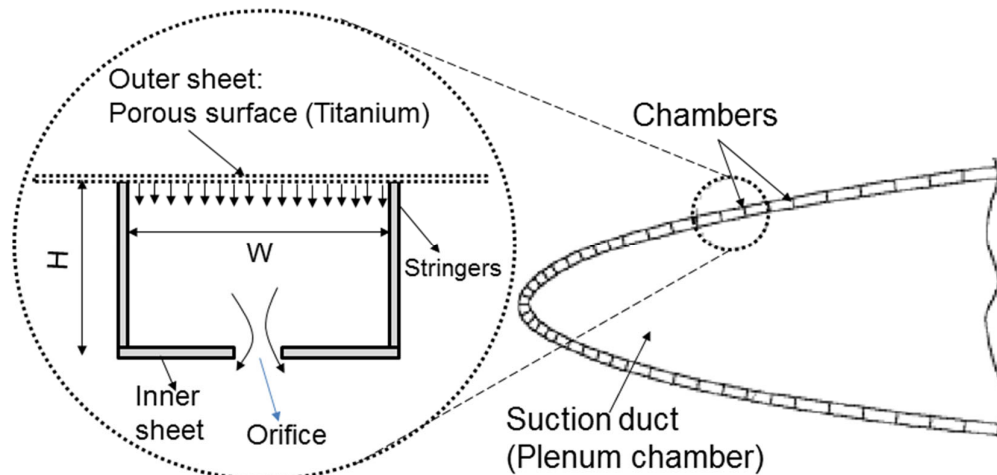 Outer sheet:
Porous surface (Titanium)
Chambers
H
W
Stringers
Inner
sheet
Orifice
Suction duct
(Plenum chamber)